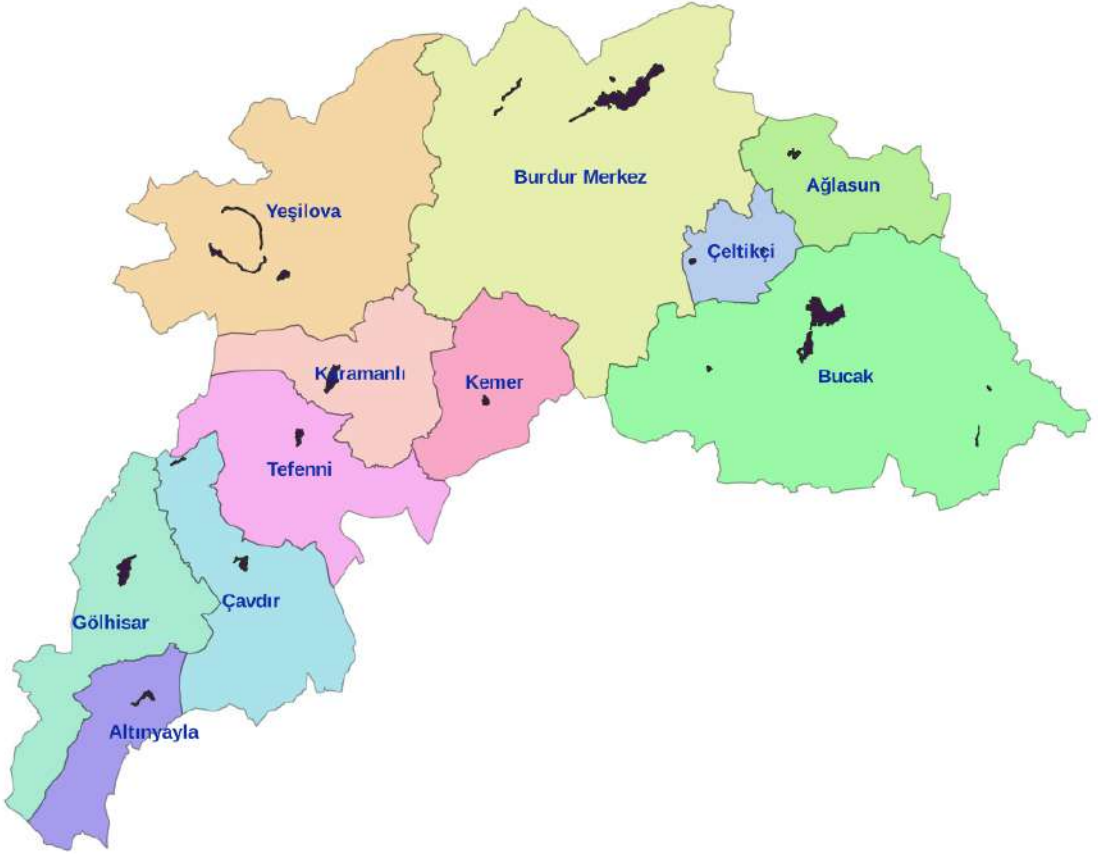 Burdur Merkez
Ağlasun
Yeşilova
Çeltikçi
Karamanlı
Kemer
Bucak
Tefenni
Çavdır
Gölhisar
Altınyayla